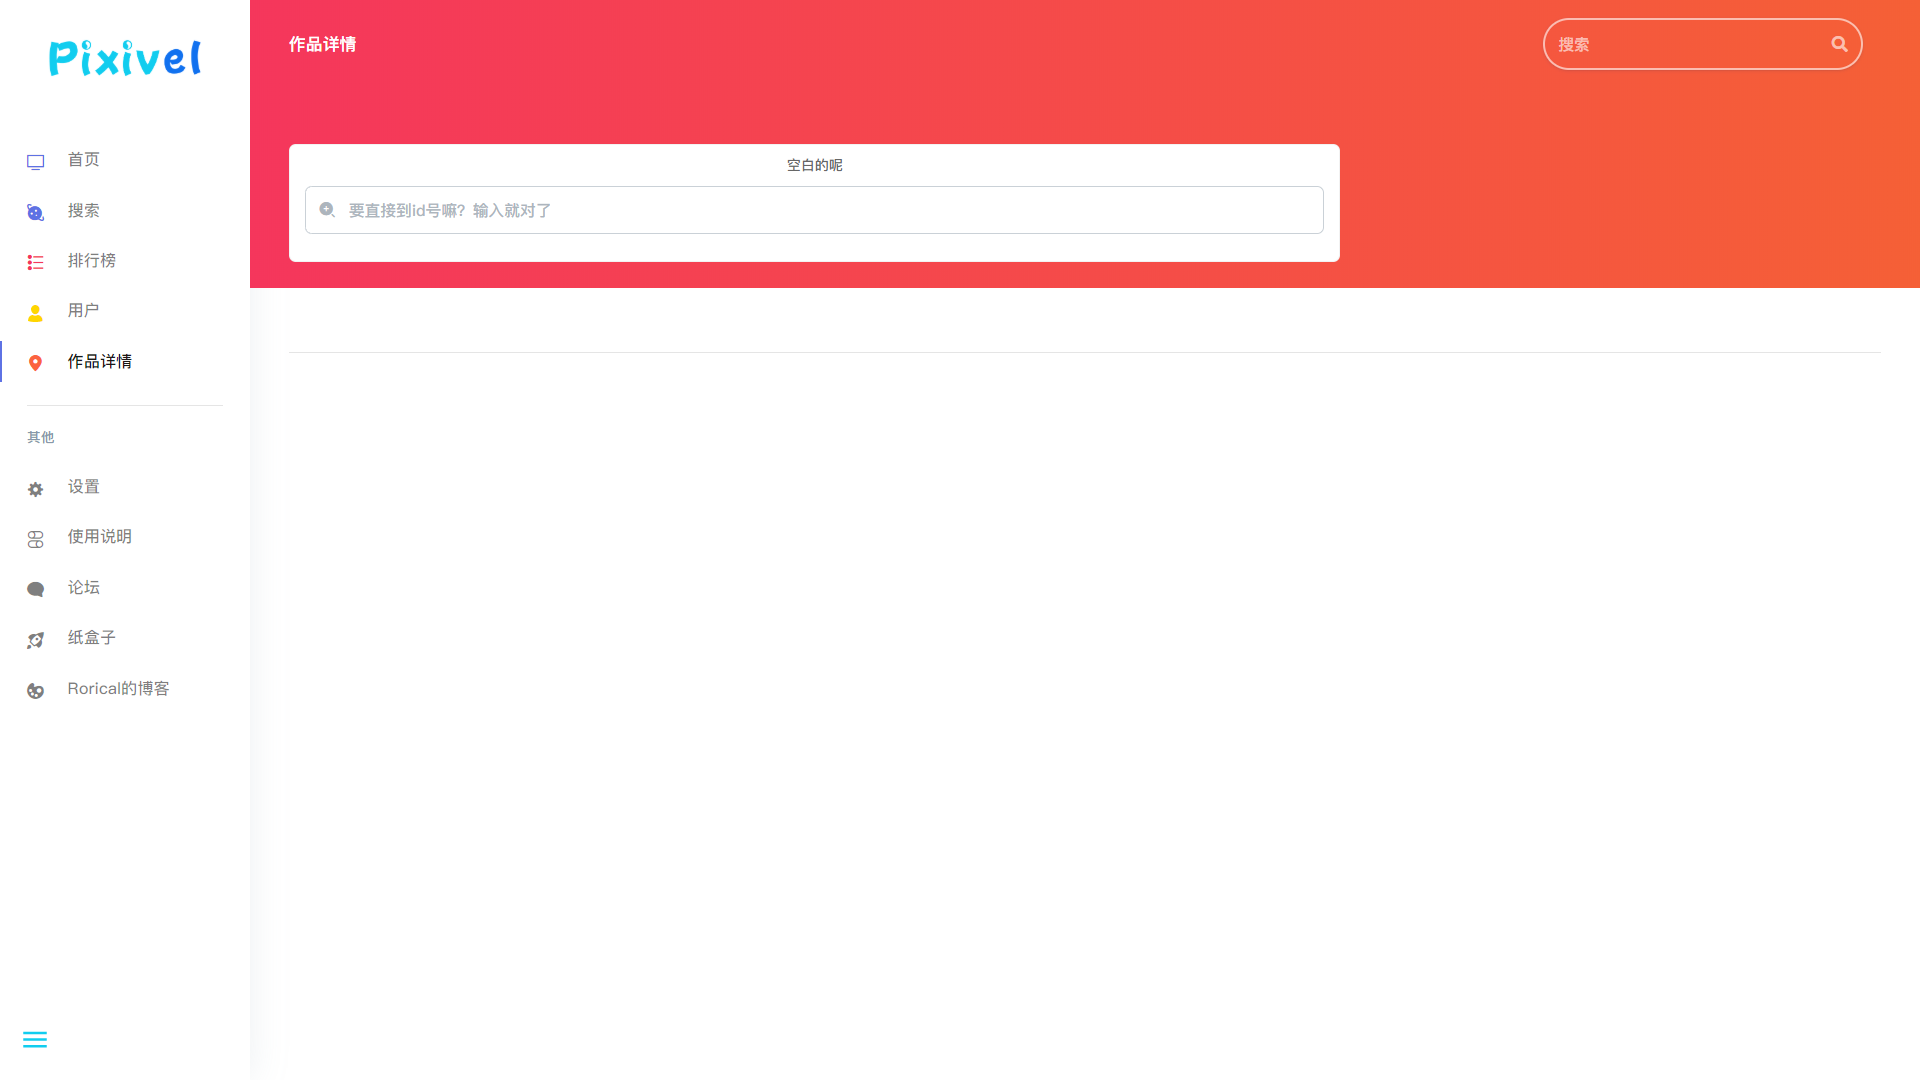 Pixivel
首页
搜索
排行榜
用户
作品详情
其他
设置
使用说明
论坛
纸盒子
Rorical的博客
作品详情
搜索
空白的呢
要直接到id号嘛？输入就对了